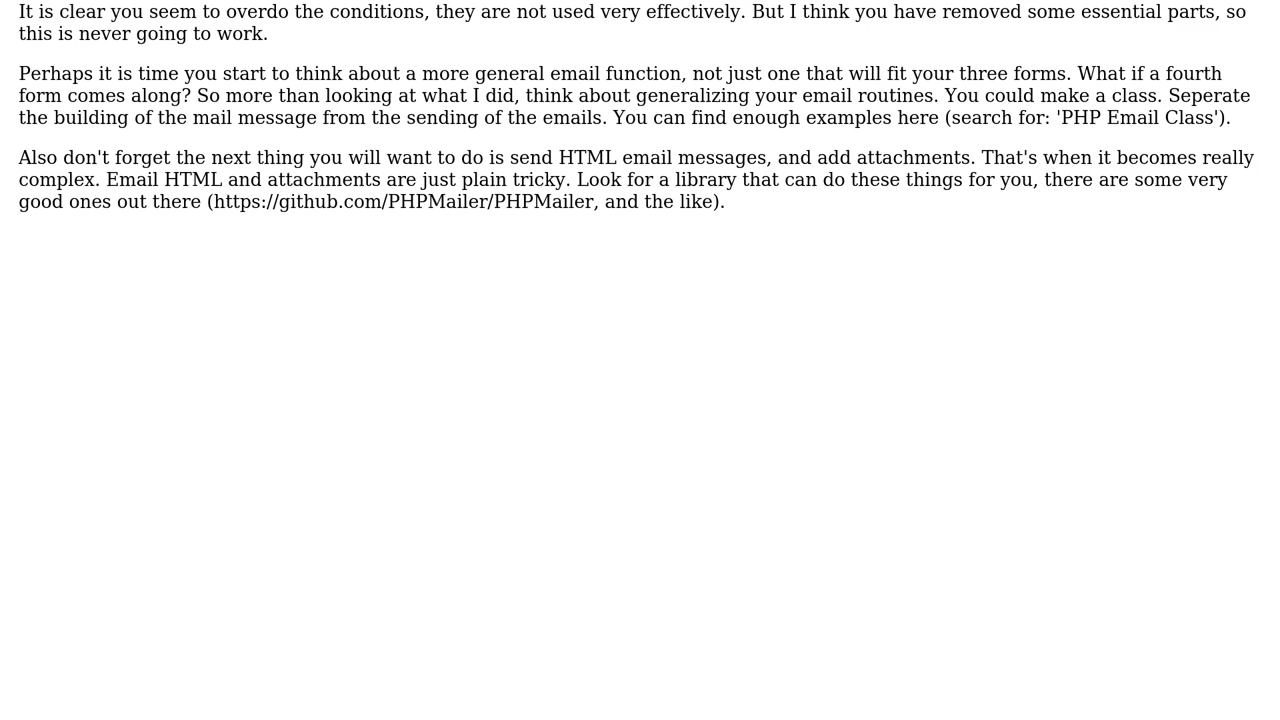 It is clear you seem to overdo the conditions, they are not used very effectively. But I think you have removed some essential parts, so
this is never going to work.
Perhaps it is time you start to think about a more general email function, not just one that will fit your three forms. What if a fourth
form comes along? So more than looking at what I did, think about generalizing your email routines. You could make a class. Seperate
the building of the mail message from the sending of the emails. You can find enough examples here (search for: 'PHP Email Class').
Also don't forget the next thing you will want to do is send HTML email messages, and add attachments. That's when it becomes really
complex. Email HTML and attachments are just plain tricky. Look for a library that can do these things for you, there are some very
good ones out there (https://github.com/PHPMailer/PHPMailer, and the like).